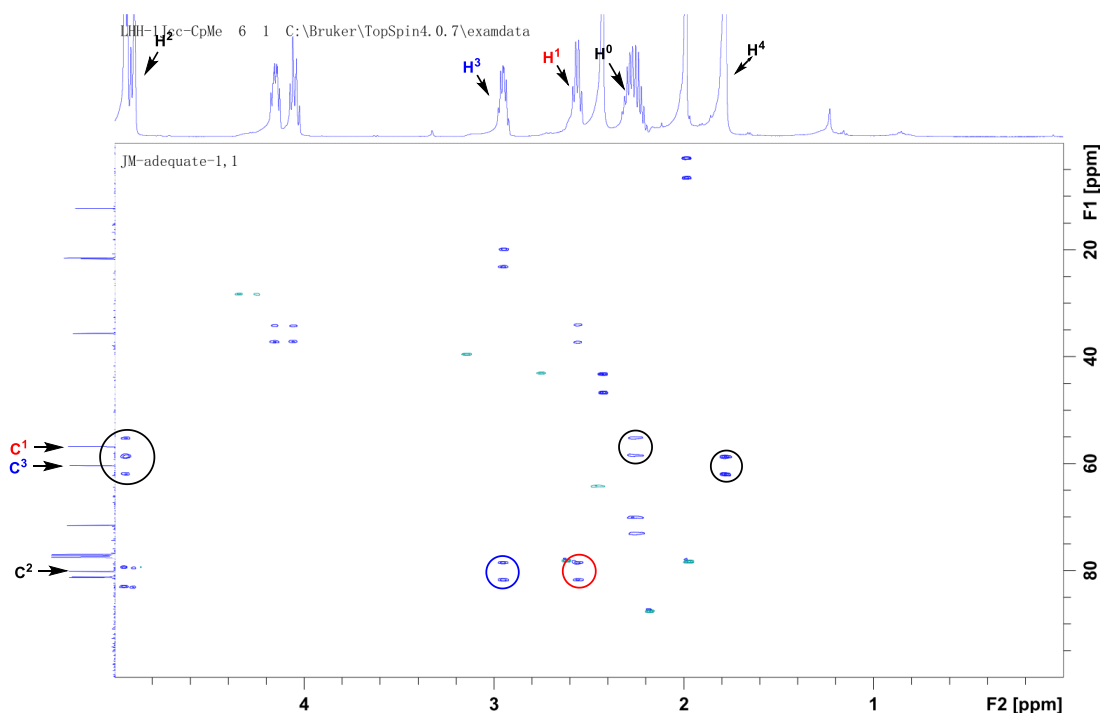 LHH-1Jcc-CpMe 6 1 C:\Bruker\TopSpin4.0.7\examdata
H2
H3
H1
H0
H4
JM-adequate-1,1
F1 [ppm]
20
40
60
80
C1
C3
C2
4
3
2
1
F2 [ppm]